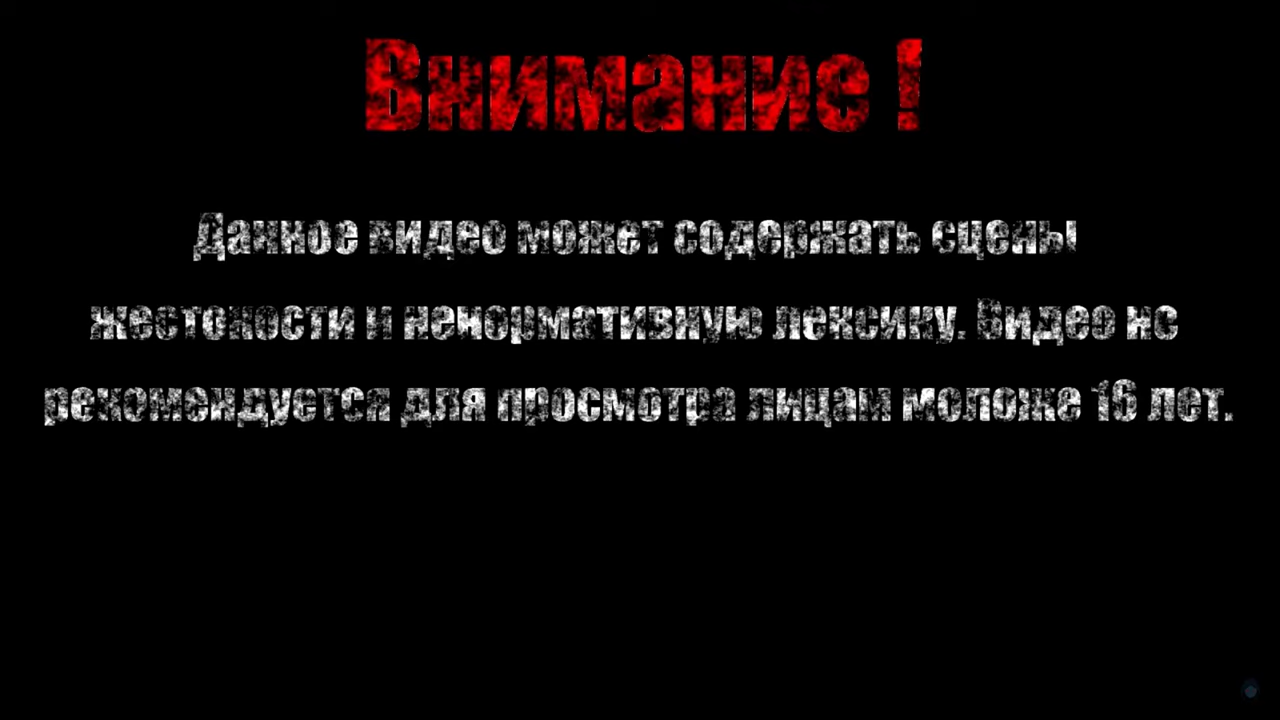 Внимание !
Данное видео может содержать сцены
жестокости и ненормативную лексику. Видео не
рекомендуется для просмотра лицам моложе 16 лет.